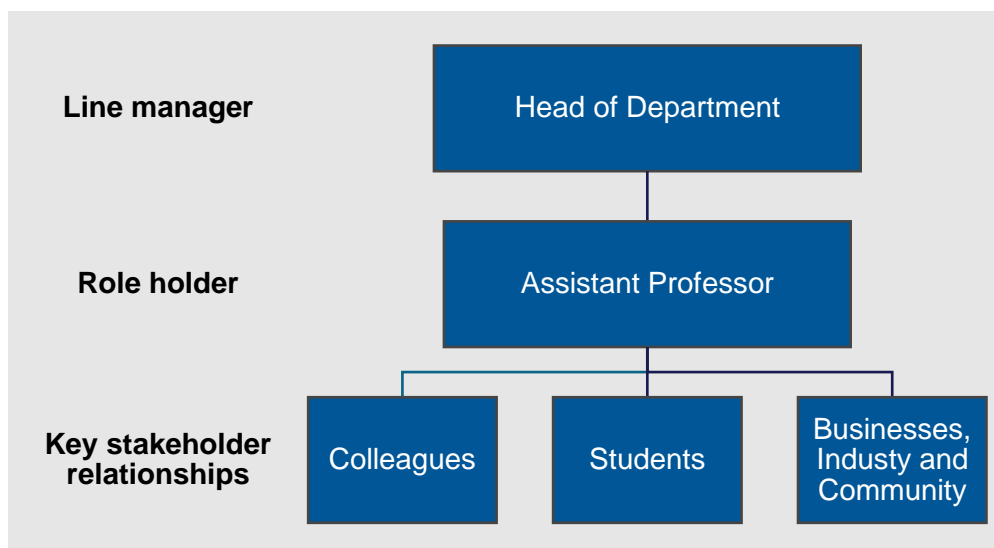 Line manager
Head of Department
Role holder
Assistant Professor
Key stakeholder
relationships
Colleagues
Students
Businesses,
Industy and
Community